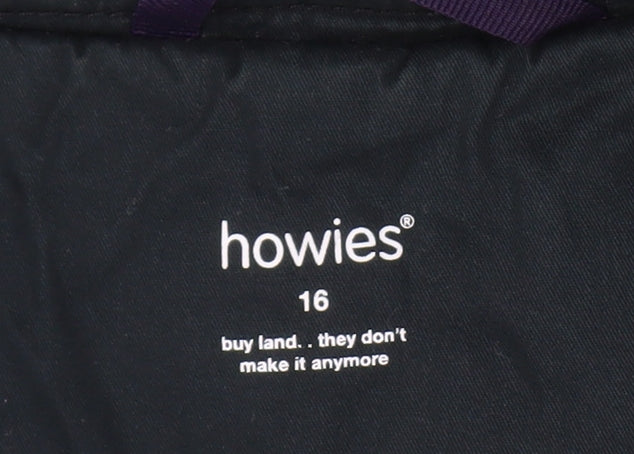 howies®
16
buy land. . they don't
make it anymore